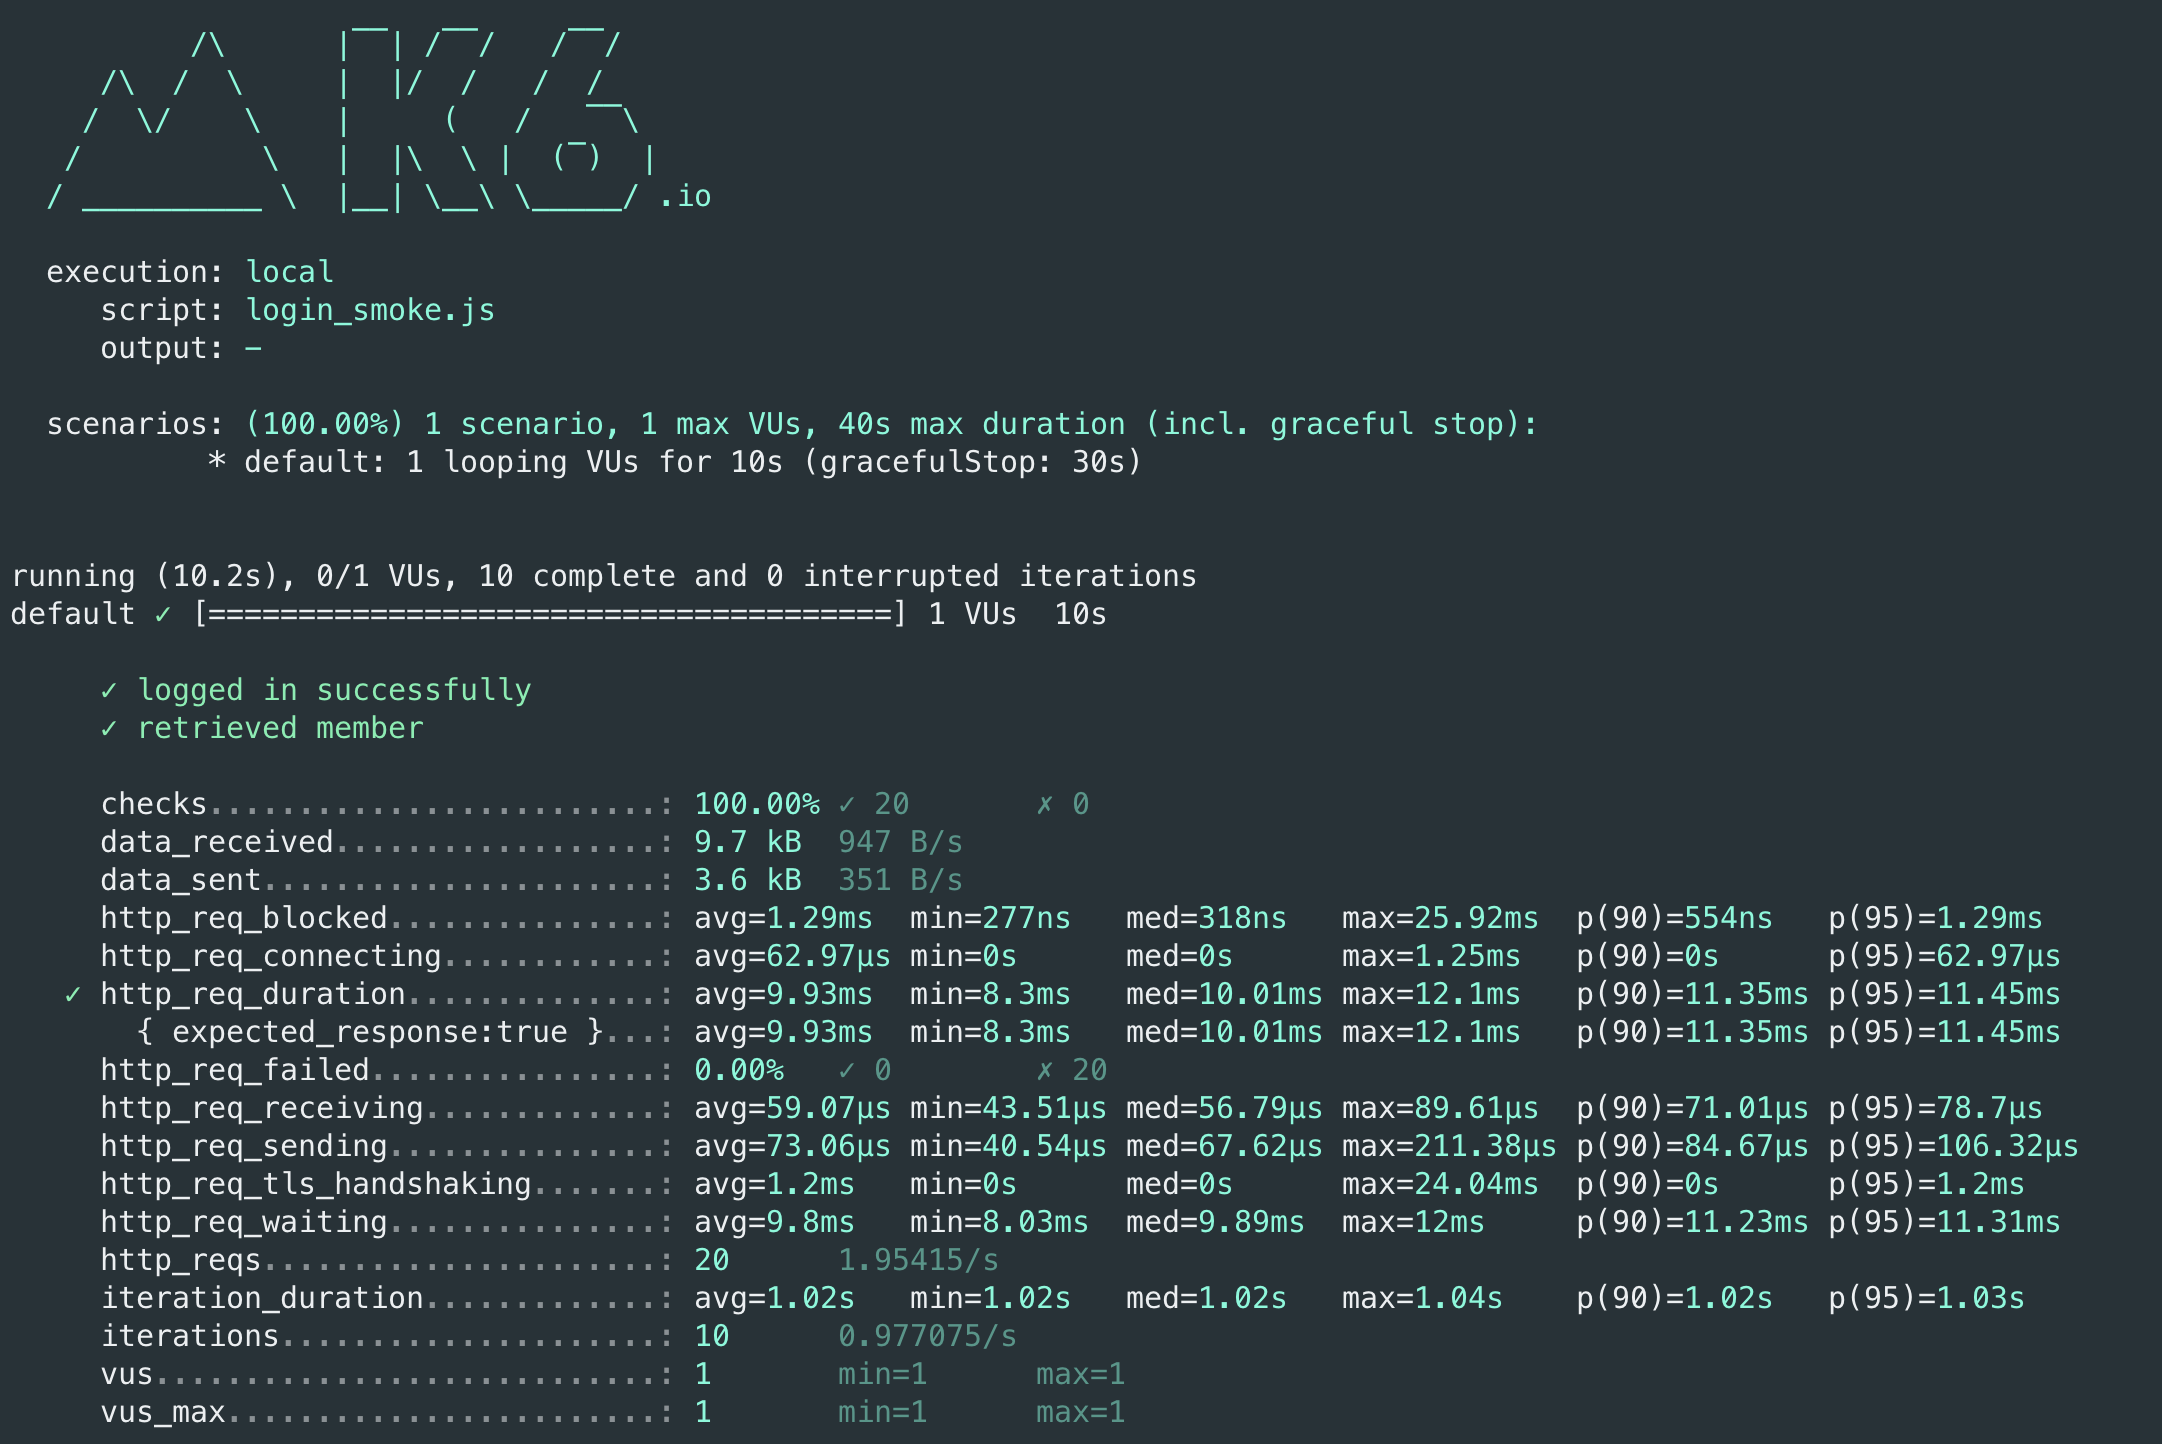 /\      |‾‾| /‾‾/   /‾‾/
     /\  /  \     |  |/  /   /  /
    /  \/    \    |     (   /   ‾‾\
   /          \   |  |\  \ |  (‾)  |
  / __________ \  |__| \__\ \_____/ .io
  execution: local
     script: login_smoke.js
     output: -
  scenarios: (100.00%) 1 scenario, 1 max VUs, 40s max duration (incl. graceful stop):
           * default: 1 looping VUs for 10s (gracefulStop: 30s)
running (10.2s), 0/1 VUs, 10 complete and 0 interrupted iterations
default ✓ [======================================] 1 VUs  10s
     ✓ logged in successfully
     ✓ retrieved member
     checks.........................: 100.00% ✓ 20       ✗ 0
     data_received..................: 9.7 kB  947 B/s
     data_sent......................: 3.6 kB  351 B/s
     http_req_blocked...............: avg=1.29ms  min=277ns   med=318ns   max=25.92ms  p(90)=554ns   p(95)=1.29ms
     http_req_connecting............: avg=62.97µs min=0s      med=0s      max=1.25ms   p(90)=0s      p(95)=62.97µs
   ✓ http_req_duration..............: avg=9.93ms  min=8.3ms   med=10.01ms max=12.1ms   p(90)=11.35ms p(95)=11.45ms
       { expected_response:true }...: avg=9.93ms  min=8.3ms   med=10.01ms max=12.1ms   p(90)=11.35ms p(95)=11.45ms
     http_req_failed................: 0.00%   ✓ 0        ✗ 20
     http_req_receiving.............: avg=59.07µs min=43.51µs med=56.79µs max=89.61µs  p(90)=71.01µs p(95)=78.7µs
     http_req_sending...............: avg=73.06µs min=40.54µs med=67.62µs max=211.38µs p(90)=84.67µs p(95)=106.32µs
     http_req_tls_handshaking.......: avg=1.2ms   min=0s      med=0s      max=24.04ms  p(90)=0s      p(95)=1.2ms
     http_req_waiting...............: avg=9.8ms   min=8.03ms  med=9.89ms  max=12ms     p(90)=11.23ms p(95)=11.31ms
     http_reqs......................: 20      1.95415/s
     iteration_duration.............: avg=1.02s   min=1.02s   med=1.02s   max=1.04s    p(90)=1.02s   p(95)=1.03s
     iterations.....................: 10      0.977075/s
     vus............................: 1       min=1      max=1
     vus_max........................: 1       min=1      max=1